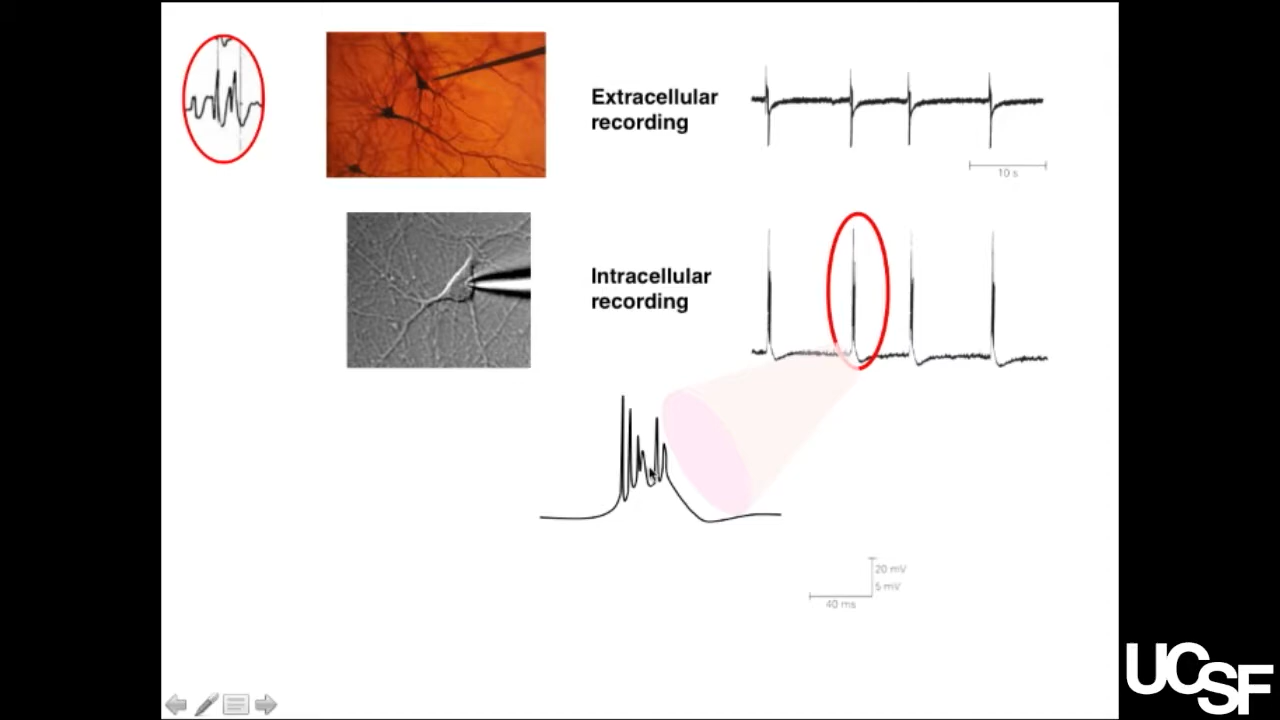 Extracellular
recording
10 s
Intracellular
recording
20 mV
5 mV
40 ms
UCSF